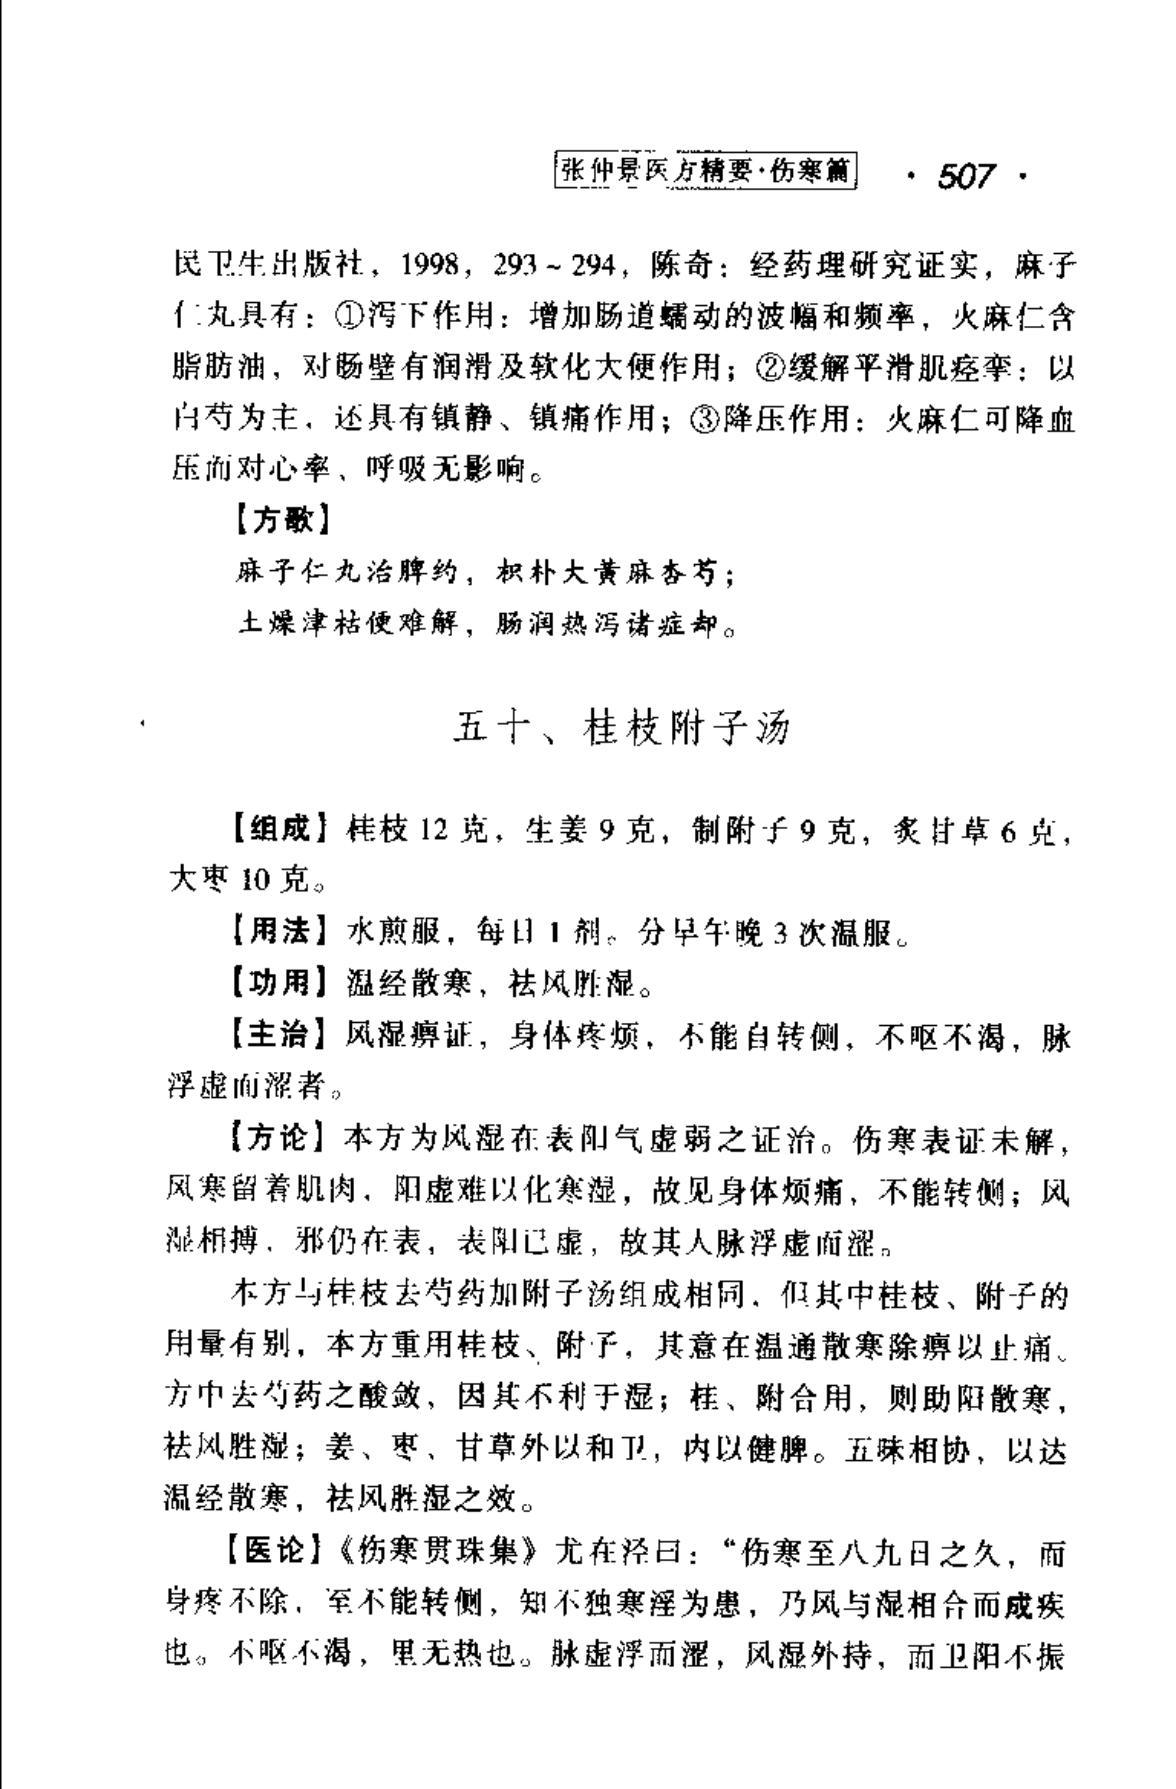 张仲景医方精要·伤寒篇 · 507 ·
民卫生出版社，1998，293～294，陈奇：经药理研究证实，麻子
仁丸具有：①泻下作用：增加肠道蠕动的波幅和频率，火麻仁含
脂肪油，对肠壁有润滑及软化大便作用；②缓解平滑肌痉挛：以
白芍为主，还具有镇静、镇痛作用；③降压作用：火麻仁可降血
压而对心率、呼吸无影响。
【方歌】
麻子仁丸治脾约，枳朴大黄麻杏芍；
土燥津枯便难解，肠润热泻诸症却。
五十、桂枝附子汤
【组成】桂枝 12 克，生姜 9 克，制附子 9 克，炙甘草 6 克，
大枣 10 克。
【用法】水煎服，每日 1 剂。分早午晚 3 次温服。
【功用】温经散寒，祛风胜湿。
【主治】风湿痹证，身体疼烦，不能自转侧，不呕不渴，脉
浮虚而涩者。
【方论】本方为风湿在表阳气虚弱之证治。伤寒表证未解，
风寒留着肌肉，阳虚难以化寒湿，故见身体烦痛，不能转侧；风
湿相搏，邪仍在表，表阳已虚，故其人脉浮虚而涩。
本方与桂枝去芍药加附子汤组成相同，但其中桂枝、附子的
用量有别，本方重用桂枝、附子，其意在温通散寒除痹以止痛。
方中去芍药之酸敛，因其不利于湿；桂、附合用，则助阳散寒，
祛风胜湿；姜、枣、甘草外以和卫，内以健脾。五味相协，以达
温经散寒，祛风胜湿之效。
【医论】《伤寒贯珠集》尤在泾曰：“伤寒至八九日之久，而
身疼不除，至不能转侧，知不独寒淫为患，乃风与湿相合而成疾
也。不呕不渴，里无热也。脉虚浮而涩，风湿外持，而卫阳不振